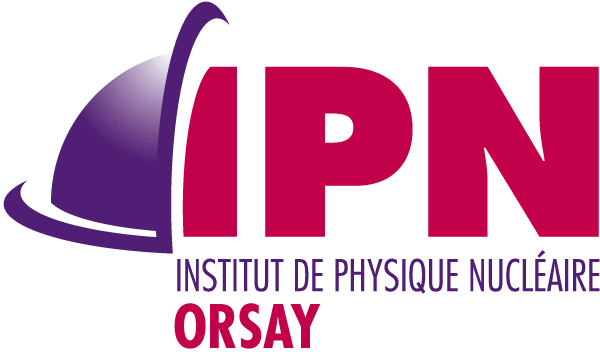 IPN
INSTITUT DE PHYSIQUE NUCLÉAIRE
ORSAY